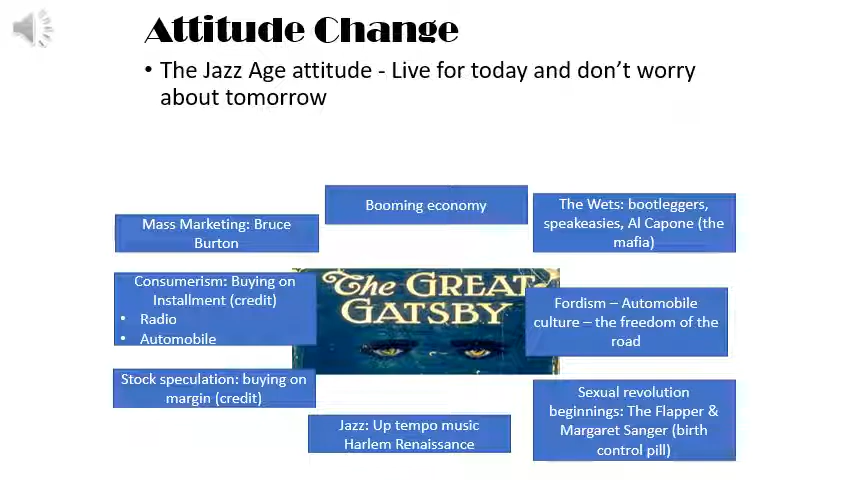 Attitude Change
• The Jazz Age attitude - Live for today and don't worry
about tomorrow
Booming economy
The Wets: bootleggers,
speakeasies, Al Capone (the
mafia)
Mass Marketing: Bruce
Burton
Consumerism: Buying on
Installment (credit)
• Radio
• Automobile
The GREAT
GATSBY
Fordism – Automobile
culture – the freedom of the
road
Stock speculation: buying on
margin (credit)
Sexual revolution
beginnings: The Flapper &
Margaret Sanger (birth
control pill)
Jazz: Up tempo music
Harlem Renaissance